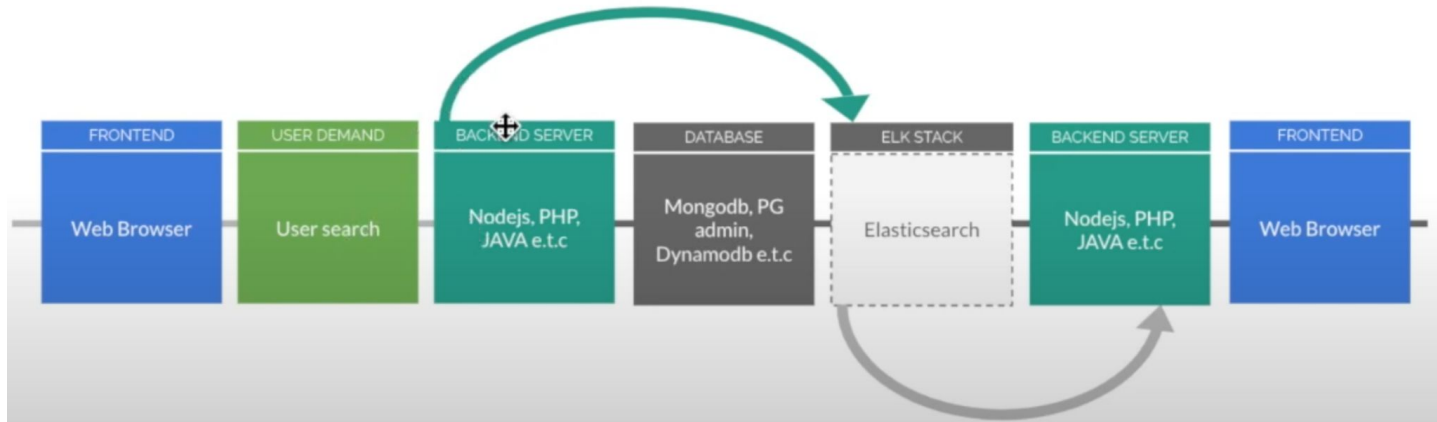 FRONTEND
USER DEMAND
BACKEND SERVER
DATABASE
ELK STACK
BACKEND SERVER
FRONTEND
Web Browser
User search
Nodejs, PHP,
JAVA e.t.c
Mongodb, PG
admin,
Dynamodb e.t.c
Elasticsearch
Nodejs, PHP,
JAVA e.t.c
Web Browser